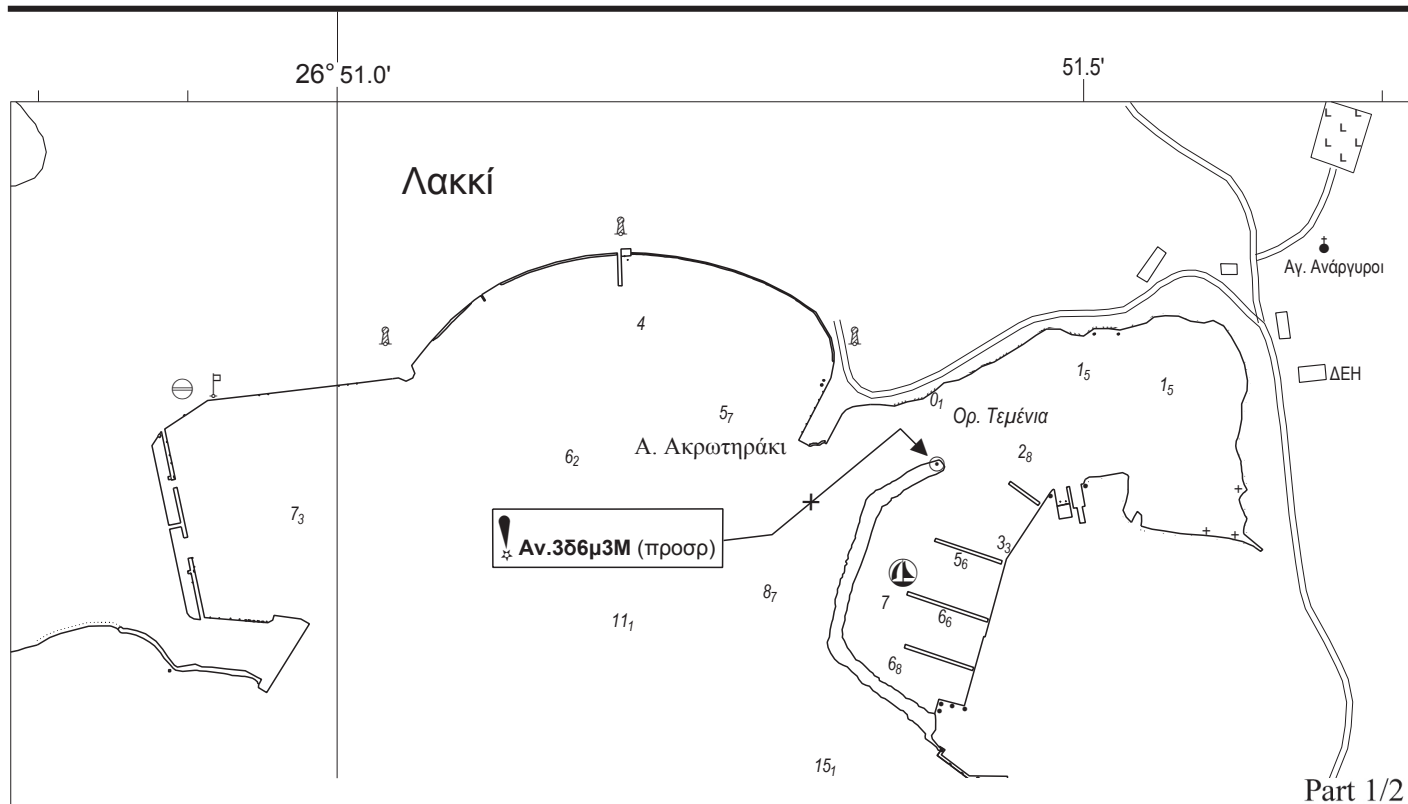 26° 51.0'
51.5'
Λακκί
Αγ. Ανάργυροι
4
ΔΕΗ
1₅
1₅
0₁
5₇
Ορ. Τεμένια
Α. Ακρωτηράκι
6₂
2₈
7₃
Αν.3δ6μ3Μ (προσρ)
3₃
5₆
8₇
7
11₁
6₆
6₈
15₁
Part 1/2